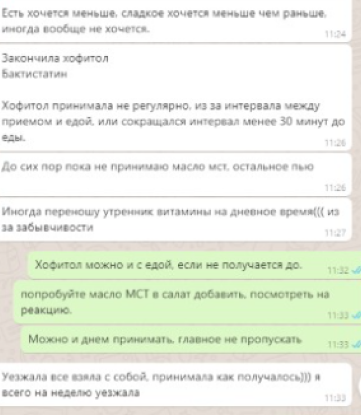 Есть хочется меньше. сладкое хочется меньше чем раньше.
иногда вообще не хочется.
11:24
Закончила хофитол
Бактистатин
Хофитол принимала не регулярно. из за интервала между
приемом и едой. или сокращался интервал менее 30 минут до
еды.
11:26
До сих пор пока не принимаю масло мст. остальное пью
11:26
Иногда переношу утренник витамины на дневное время((( из
за забывчивости
11:27
Хофитол можно и с едой, если не получается до.
11:32
попробуйте масло МСТ в салат добавить, посмотреть на
реакцию.
11:33
Можно и днем принимать. главное не пропускать
11:33
Уезжала все взяла с собой, принимала как получалось))) я
всего на неделю уезжала
11:33